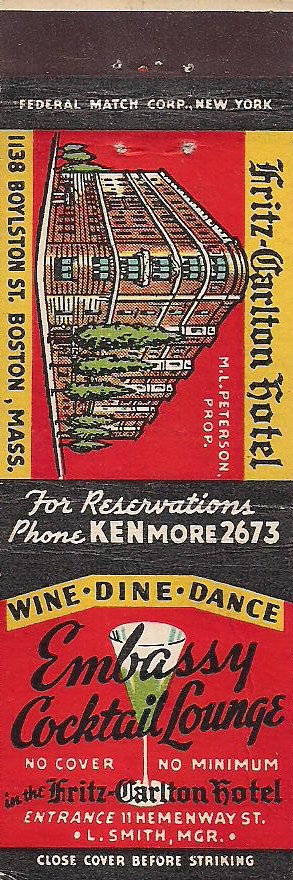 FEDERAL MATCH CORP., NEW YORK
Fritz-Carlton Hotel
M.L. PETERSON,
PROP.
1138 BOYLSTON ST. BOSTON, MASS.
For Reservations
Phone KENMORE 2673
WINE · DINE · DANCE
Embassy
Cocktail Lounge
NO COVER NO MINIMUM
in the Fritz-Carlton Hotel
ENTRANCE 11 HEMENWAY ST.
• L. SMITH, MGR. •
CLOSE COVER BEFORE STRIKING